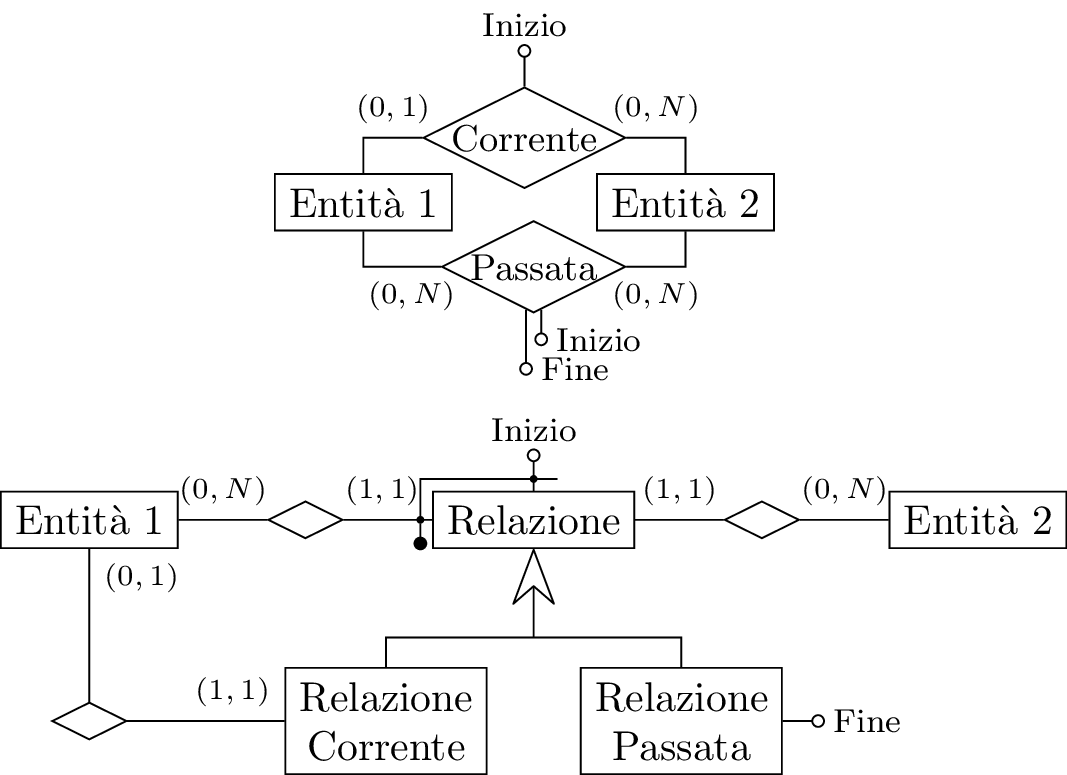 Inizio
(0, 1)
(0, N)
Corrente
Entità 1
Entità 2
Passata
(0, N)
(0, N)
Inizio
Fine
Inizio
(0, N)
(1, 1)
(1, 1)
(0, N)
Entità 1
Relazione
Entità 2
(0, 1)
(1, 1)
Relazione
Corrente
Relazione
Passata
Fine